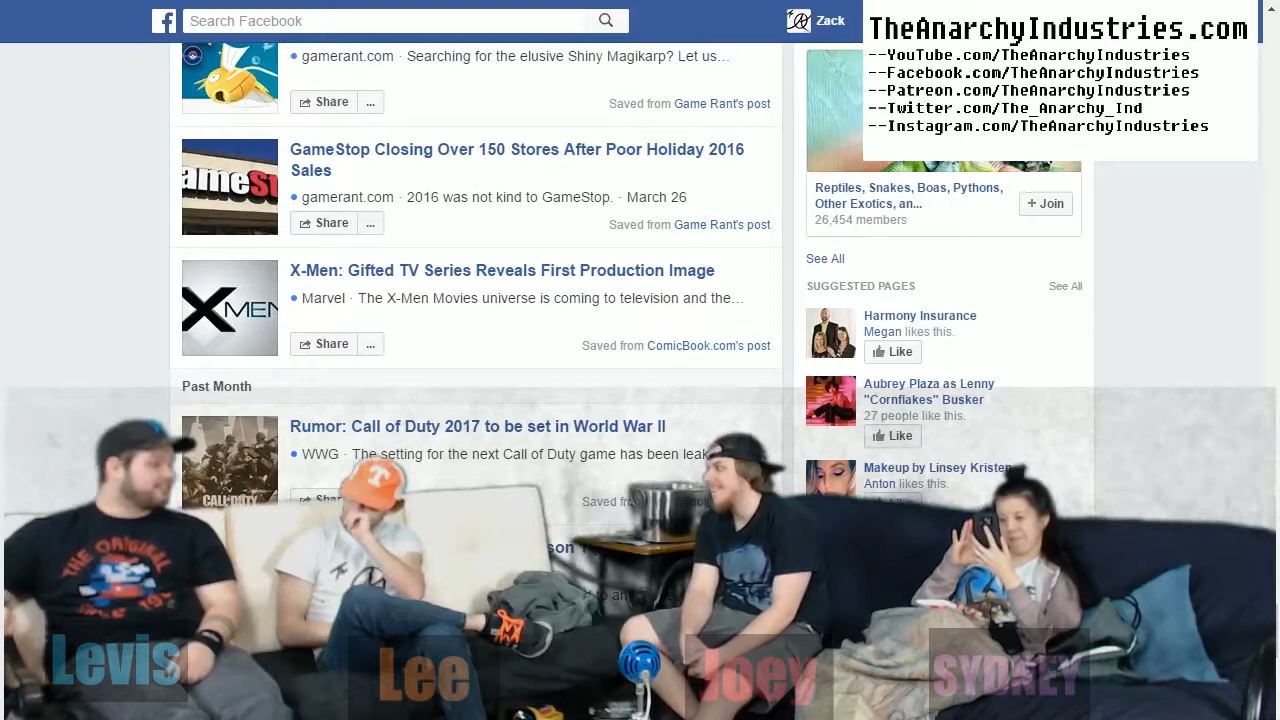 Search Facebook
Zack
TheAnarchyIndustries.com
--YouTube.com/TheAnarchyIndustries
--Facebook.com/TheAnarchyIndustries
--Patreon.com/TheAnarchyIndustries
--Twitter.com/The_Anarchy_Ind
--Instagram.com/TheAnarchyIndustries
gamerant.com · Searching for the elusive Shiny Magikarp? Let us…
Share ...
Saved from Game Rant's post
GameStop Closing Over 150 Stores After Poor Holiday 2016
Sales
gamerant.com · 2016 was not kind to GameStop. · March 26
Share ...
Saved from Game Rant's post
X-Men: Gifted TV Series Reveals First Production Image
Marvel · The X-Men Movies universe is coming to television and the…
Share ...
Saved from ComicBook.com's post
X MEN
Past Month
Rumor: Call of Duty 2017 to be set in World War II
WWG · The setting for the next Call of Duty game has been leak
CALL OF DUTY
Saved
Reptiles, Snakes, Boas, Pythons,
Other Exotics, an...
26,454 members
+ Join
See All
SUGGESTED PAGES
See All
Harmony Insurance
Megan likes this.
Like
Aubrey Plaza as Lenny
"Cornflakes" Busker
27 people like this.
Like
Makeup by Linsey Kristen
Anton likes this.
THE ORIGINAL
Levis
Lee
Joey
SYDNEY